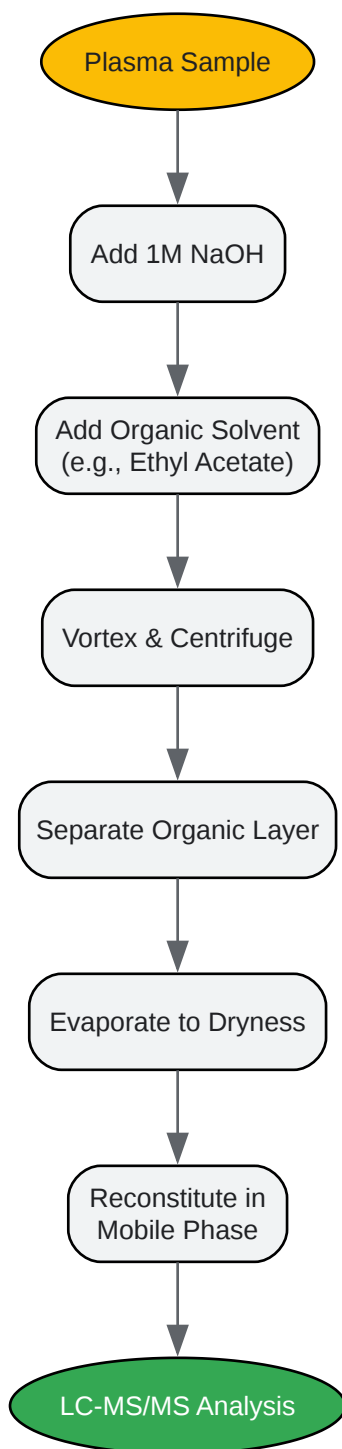 Plasma Sample
Add 1M NaOH
Add Organic Solvent
(e.g., Ethyl Acetate)
Vortex & Centrifuge
Separate Organic Layer
Evaporate to Dryness
Reconstitute in
Mobile Phase
LC-MS/MS Analysis